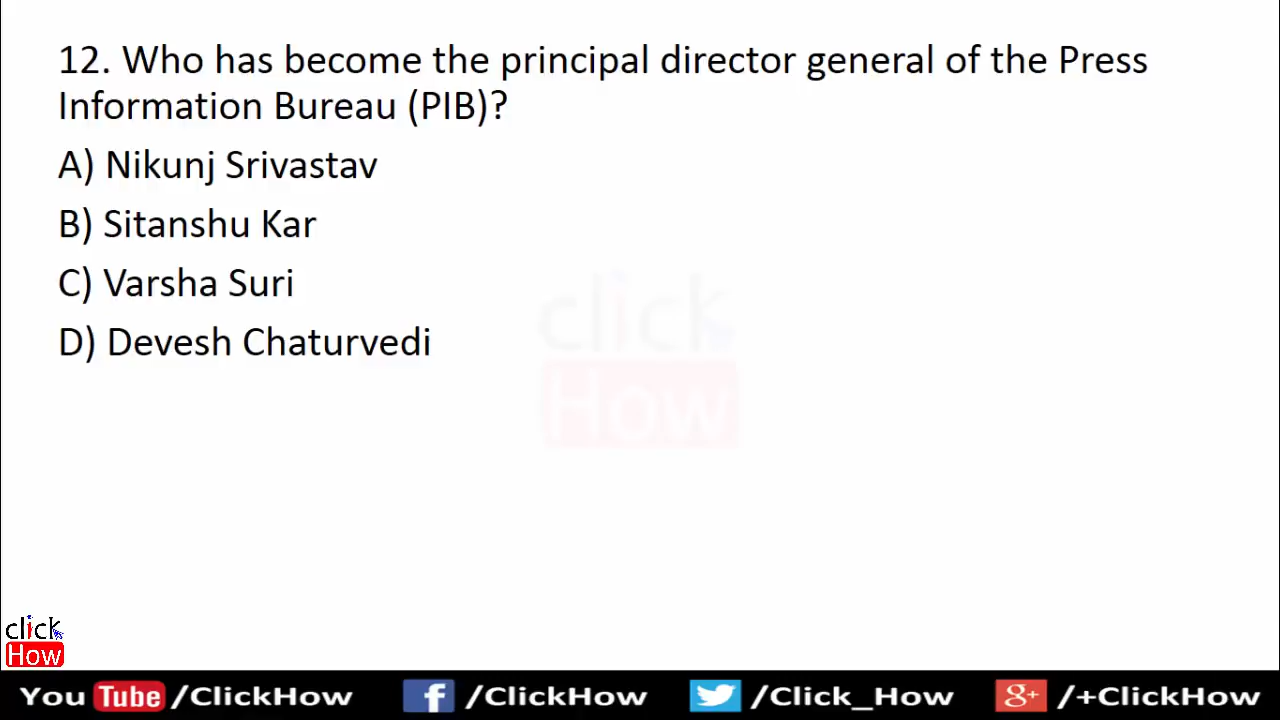 12. Who has become the principal director general of the Press
Information Bureau (PIB)?
A) Nikunj Srivastav
B) Sitanshu Kar
C) Varsha Suri
D) Devesh Chaturvedi
click
How
click
How
You Tube /ClickHow f /ClickHow /Click_How g+ /+ClickHow